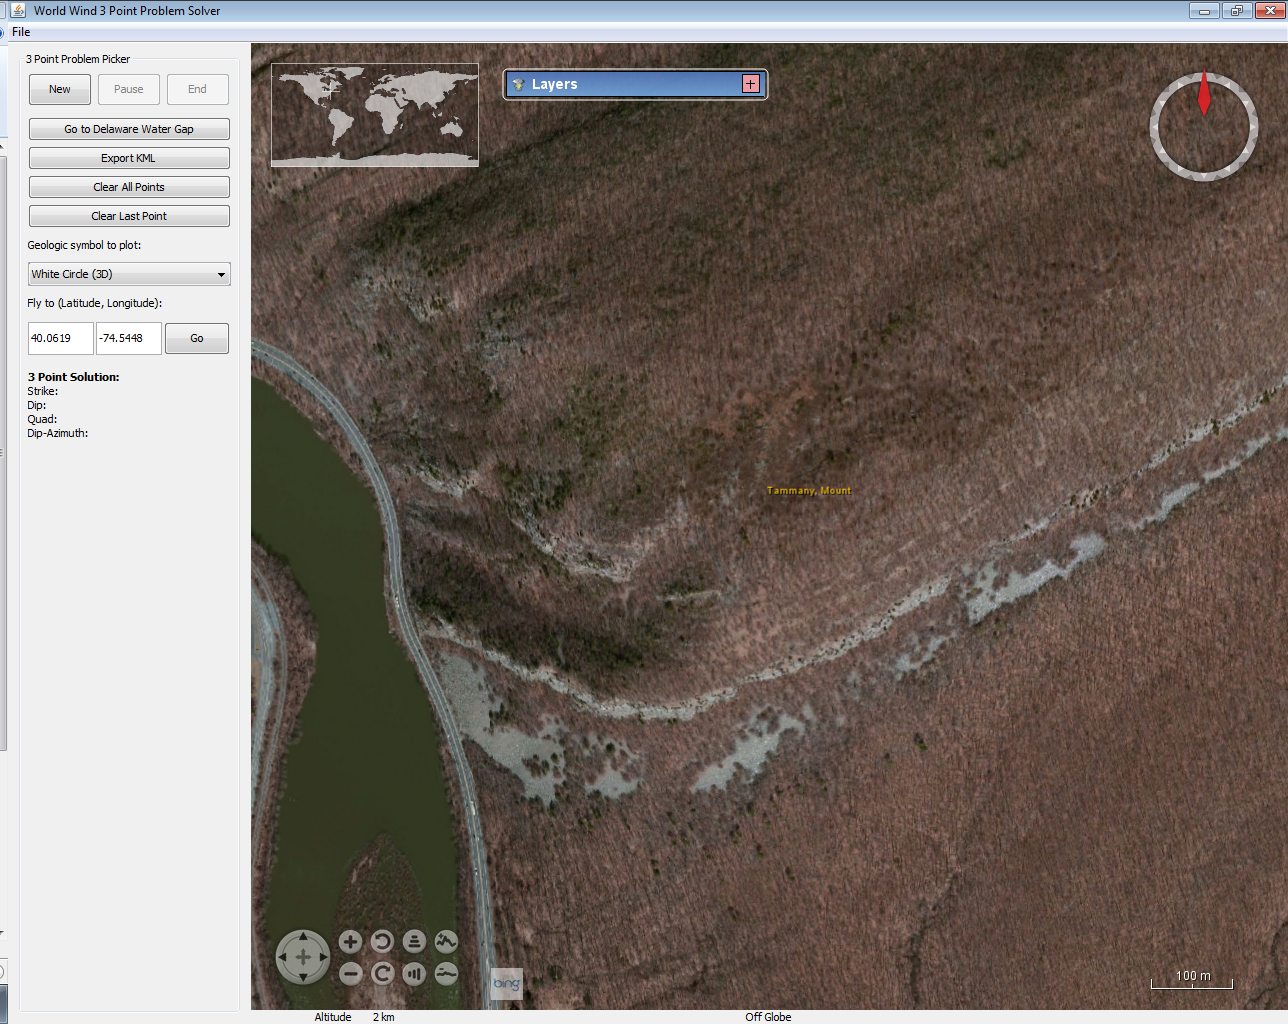 World Wind 3 Point Problem Solver
File
3 Point Problem Picker
New
Pause
End
Go to Delaware Water Gap
Export KML
Clear All Points
Clear Last Point
Geologic symbol to plot:
White Circle (3D)
Fly to (Latitude, Longitude):
40.0619
-74.5448
Go
3 Point Solution:
Strike:
Dip:
Quad:
Dip-Azimuth:
Layers
Tammany, Mount
bing
100 m
Altitude 2 km
Off Globe